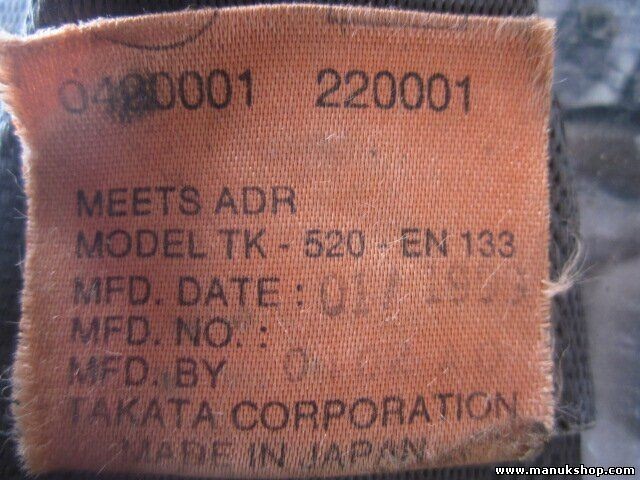 220001
MEETS ADR
MODEL TK - 520 - EN 133
MFD. DATE :
MFD. NO. :
MFD. BY
TAKATA CORPORATION
MADE IN JAPAN
www.manukshop.com